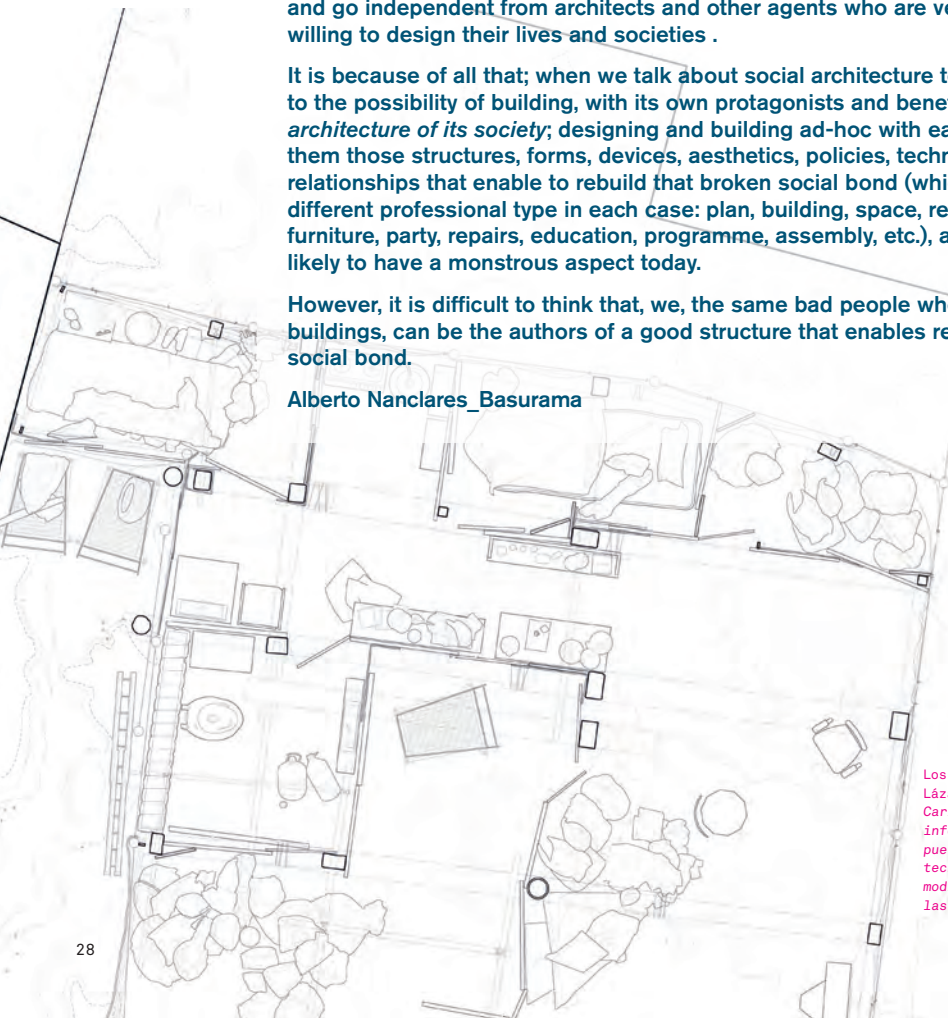 and go independent from architects and other agents who are ve
willing to design their lives and societies .
It is because of all that; when we talk about social architecture t
to the possibility of building, with its own protagonists and bene
architecture of its society; designing and building ad-hoc with ea
them those structures, forms, devices, aesthetics, policies, techn
relationships that enable to rebuild that broken social bond (whi
different professional type in each case: plan, building, space, re
furniture, party, repairs, education, programme, assembly, etc.), a
likely to have a monstrous aspect today.
However, it is difficult to think that, we, the same bad people wh
buildings, can be the authors of a good structure that enables re
social bond.
Alberto Nanclares_Basurama
Los
Láz
Car
inf
pue
tec
mod
las
28